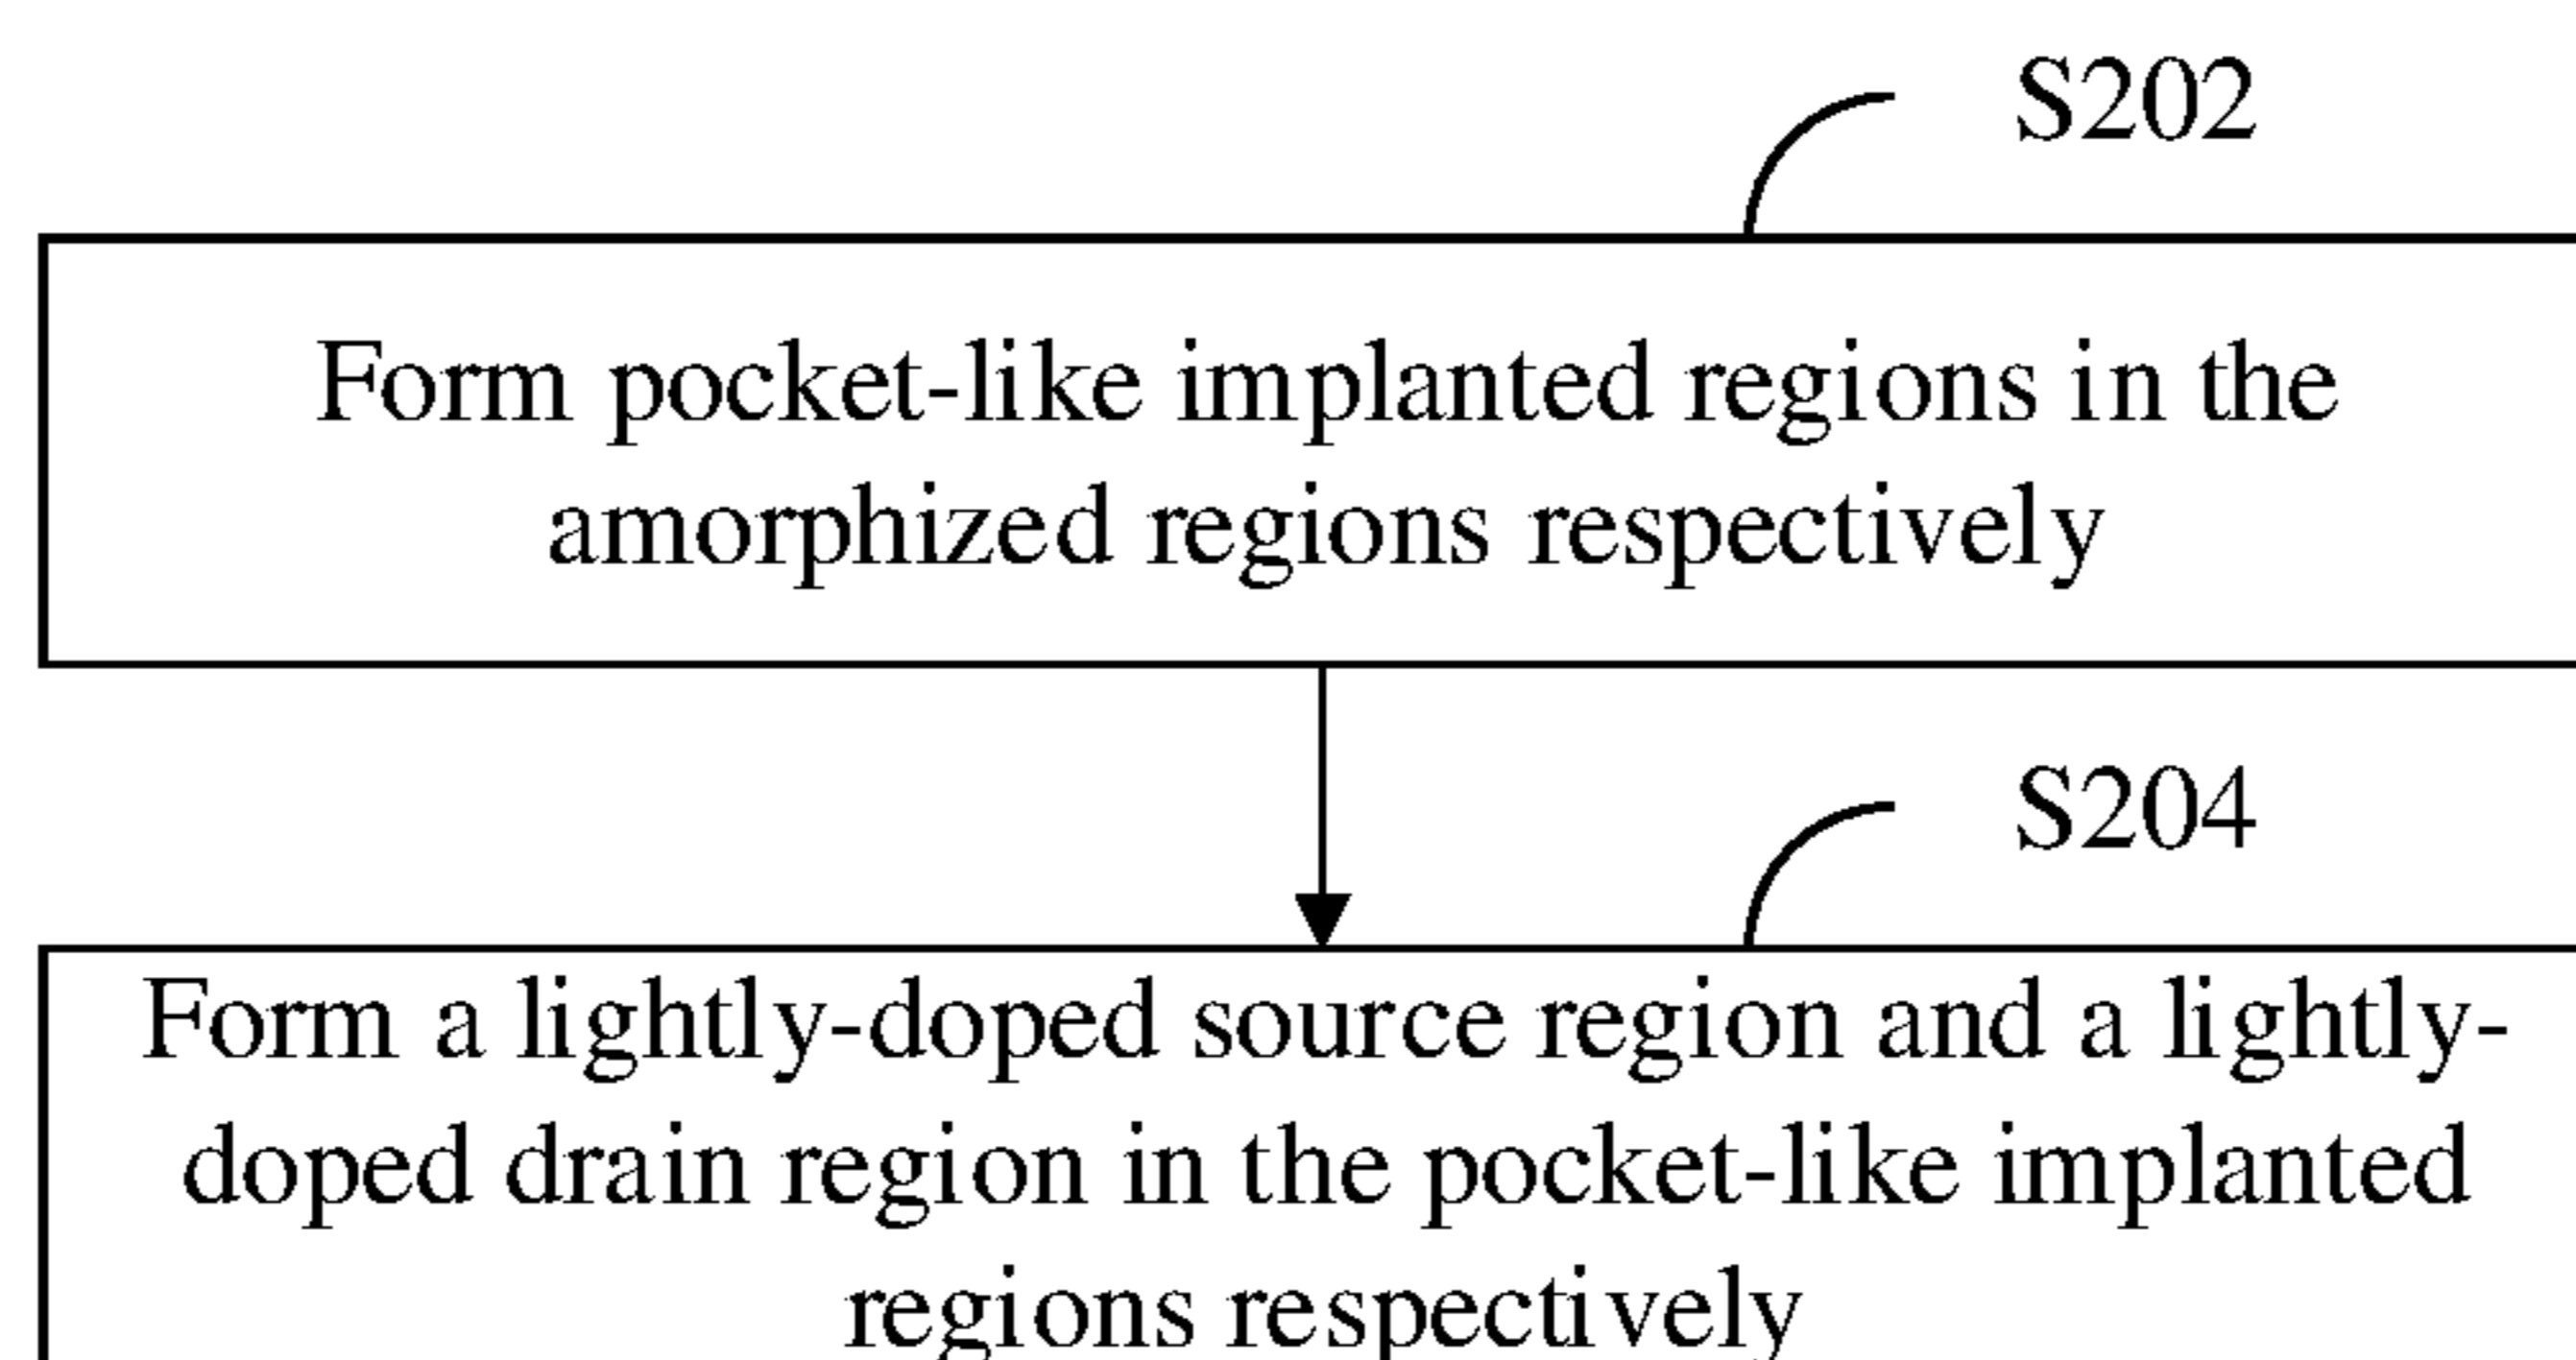 S202
Form pocket-like implanted regions in the
amorphized regions respectively
S204
Form a lightly-doped source region and a lightly-
doped drain region in the pocket-like implanted
regions respectively